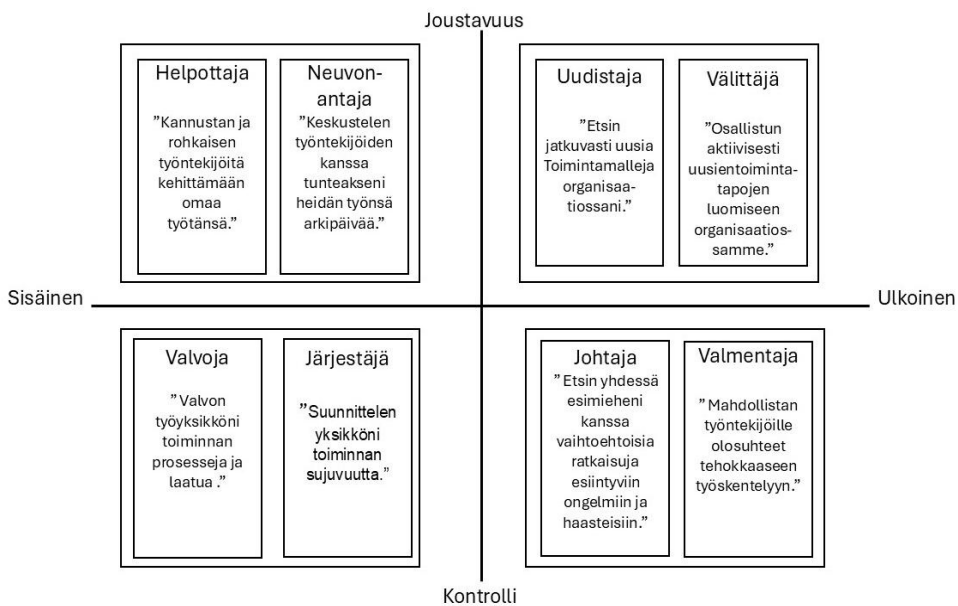 Joustavuus
Helpottaja
”Kannustan ja
rohkaisen
työntekijöitä
kehittämään
omaa
työtänsä.”
Neuvon-
antaja
”Keskustelen
työntekijöiden
kanssa
tunteakseni
heidän työnsä
arkipäivää.”
Uudistaja
”Etsin
jatkuvasti uusia
Toimintamalleja
organisaa-
tiossani.”
Välittäjä
”Osallistun
aktiivisesti
uusientoiminta-
tapojen
luomiseen
organisaatios-
samme.”
Sisäinen
Ulkoinen
Valvoja
”Valvon
työyksikköni
toiminnan
prosesseja ja
laatua .”
Järjestäjä
”Suunnittelen
yksikköni
toiminnan
sujuvuutta.”
Johtaja
” Etsin yhdessä
esimieheni
kanssa
vaihtoehtoisia
ratkaisuja
esiintyviin
ongelmiin ja
haasteisiin.”
Valmentaja
” Mahdollistan
työntekijöille
olosuhteet
tehokkaaseen
työskentelyyn.”
Kontrolli